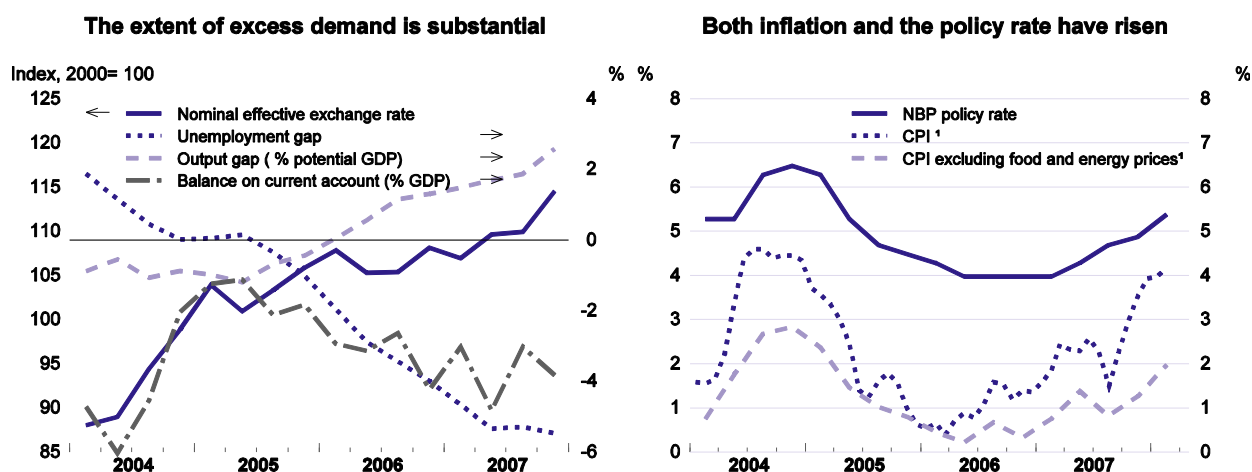 The extent of excess demand is substantial
Index, 2000= 100
%
125
120
115
110
105
100
95
90
85
4
2
0
-2
-4
-6
Nominal effective exchange rate
Unemployment gap
Output gap ( % potential GDP)
Balance on current account (% GDP)
2004 2005 2006 2007
Both inflation and the policy rate have risen
% %
8
7
6
5
4
3
2
1
0
8
7
6
5
4
3
2
1
0
NBP policy rate
CPI ¹
CPI excluding food and energy prices¹
2004 2005 2006 2007